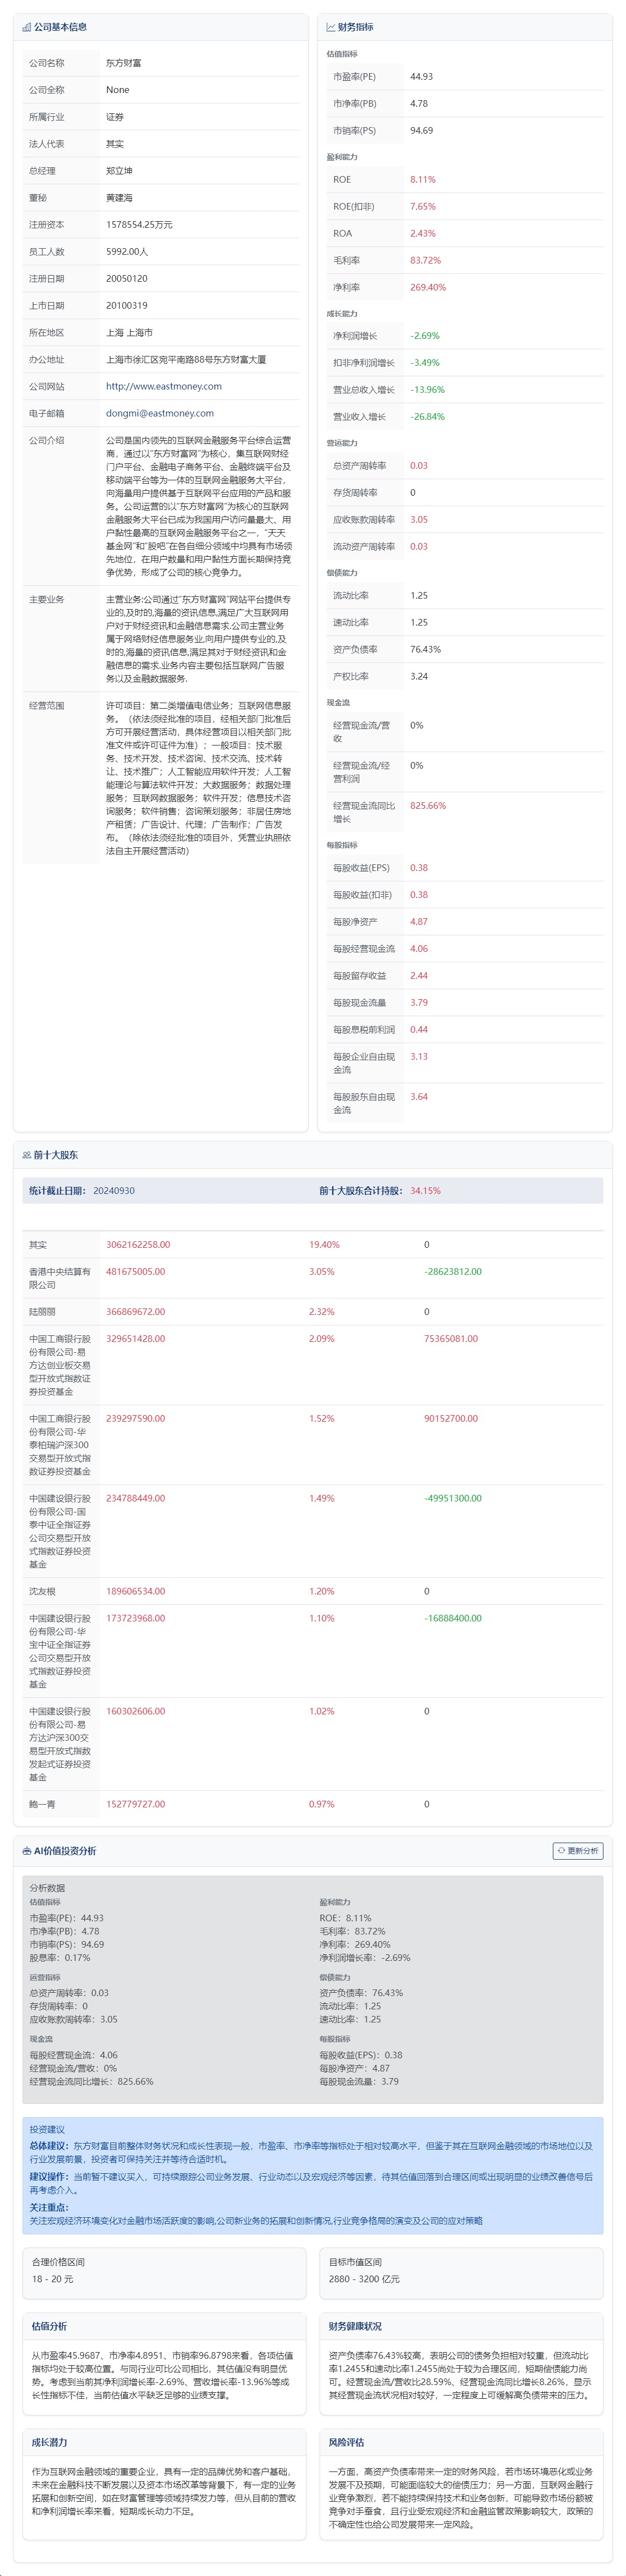 公司基本信息
公司名称 东方财富
公司全称 None
所属行业 证券
法人代表 其实
总经理 郑立坤
董秘 黄建海
注册资本 1578554.25万元
员工人数 5992.00人
注册日期 20050120
上市日期 20100319
所在地区 上海 上海市
办公地址 上海市徐汇区宛平南路88号东方财富大厦
公司网站 http://www.eastmoney.com
电子邮箱 dongmi@eastmoney.com
公司介绍 公司是国内领先的互联网金融服务平台综合运营
商，通过以"东方财富网"为核心，集互联网财经
门户平台、金融电子商务平台、金融终端平台及
移动端平台等为一体的互联网金融服务大平台，
向海量用户提供基于互联网平台应用的产品和服
务。公司运营的以"东方财富网"为核心的互联网
金融服务大平台已成为我国用户访问量最大、用
户黏性最高的互联网金融服务平台之一，"天天
基金网"和"股吧"在各自细分领域中均具有市场领
先地位，在用户数量和用户黏性方面长期保持竞
争优势，形成了公司的核心竞争力。
主要业务 主营业务:公司通过"东方财富网"网站平台提供专
业的,及时的,海量的资讯信息,满足广大互联网用
户对于财经资讯和金融信息需求.公司主营业务
属于网络财经信息服务业,向用户提供专业的,及
时的,海量的资讯信息,满足其对于财经资讯和金
融信息的需求.业务内容主要包括互联网广告服
务以及金融数据服务.
经营范围 许可项目：第二类增值电信业务；互联网信息服
务。（依法须经批准的项目，经相关部门批准后
方可开展经营活动，具体经营项目以相关部门批
准文件或许可证件为准）；一般项目：技术服
务、技术开发、技术咨询、技术交流、技术转
让、技术推广；人工智能应用软件开发；人工智
能理论与算法软件开发；大数据服务；数据处理
服务；互联网数据服务；软件开发；信息技术咨
询服务；软件销售；咨询策划服务；非居住房地
产租赁；广告设计、代理；广告制作；广告发
布。（除依法须经批准的项目外，凭营业执照依
法自主开展经营活动）
财务指标
估值指标
市盈率(PE) 44.93
市净率(PB) 4.78
市销率(PS) 94.69
盈利能力
ROE 8.11%
ROE(扣非) 7.65%
ROA 2.43%
毛利率 83.72%
净利率 269.40%
成长能力
净利润增长 -2.69%
扣非净利润增长 -3.49%
营业总收入增长 -13.96%
营业收入增长 -26.84%
营运能力
总资产周转率 0.03
存货周转率 0
应收账款周转率 3.05
流动资产周转率 0.03
偿债能力
流动比率 1.25
速动比率 1.25
资产负债率 76.43%
产权比率 3.24
现金流
经营现金流/营 0%
收
经营现金流/经 0%
营利润
经营现金流同比 825.66%
增长
每股指标
每股收益(EPS) 0.38
每股收益(扣非) 0.38
每股净资产 4.87
每股经营现金流 4.06
每股留存收益 2.44
每股现金流量 3.79
每股息税前利润 0.44
每股企业自由现 3.13
金流
每股股东自由现 3.64
金流
前十大股东
统计截止日期： 20240930 前十大股东合计持股： 34.15%
其实 3062162258.00 19.40% 0
香港中央结算有 481675005.00 3.05% -28623812.00
限公司
陆丽丽 366869672.00 2.32% 0
中国工商银行股 329651428.00 2.09% 75365081.00
份有限公司-易
方达创业板交易
型开放式指数证
券投资基金
中国工商银行股 239297590.00 1.52% 90152700.00
份有限公司-华
泰柏瑞沪深300
交易型开放式指
数证券投资基金
中国建设银行股 234788449.00 1.49% -49951300.00
份有限公司-国
泰中证全指证券
公司交易型开放
式指数证券投资
基金
沈友根 189606534.00 1.20% 0
中国建设银行股 173723968.00 1.10% -16888400.00
份有限公司-华
宝中证全指证券
公司交易型开放
式指数证券投资
基金
中国建设银行股 160302606.00 1.02% 0
份有限公司-易
方达沪深300交
易型开放式指数
发起式证券投资
基金
鲍一青 152779727.00 0.97% 0
AI价值投资分析 更新分析
分析数据
估值指标
市盈率(PE)：44.93
市净率(PB)：4.78
市销率(PS)：94.69
股息率：0.17%
盈利能力
ROE：8.11%
毛利率：83.72%
净利率：269.40%
净利润增长率：-2.69%
运营指标
总资产周转率：0.03
存货周转率：0
应收账款周转率：3.05
偿债能力
资产负债率：76.43%
流动比率：1.25
速动比率：1.25
现金流
每股经营现金流：4.06
经营现金流/营收：0%
经营现金流同比增长：825.66%
每股指标
每股收益(EPS)：0.38
每股净资产：4.87
每股现金流量：3.79
投资建议
总体建议：东方财富目前整体财务状况和成长性表现一般，市盈率、市净率等指标处于相对较高水平，但鉴于其在互联网金融领域的市场地位以及
行业发展前景，投资者可保持关注并等待合适时机。
建议操作：当前暂不建议买入，可持续跟踪公司业务发展、行业动态以及宏观经济等因素，待其估值回落到合理区间或出现明显的业绩改善信号后
再考虑介入。
关注重点：
关注宏观经济环境变化对金融市场活跃度的影响,公司新业务的拓展和创新情况,行业竞争格局的演变及公司的应对策略
合理价格区间
18 - 20 元
目标市值区间
2880 - 3200 亿元
估值分析
从市盈率45.9687、市净率4.8951、市销率96.8798来看，各项估值
指标均处于较高位置。与同行业可比公司相比，其估值没有明显优
势。考虑到当前其净利润增长率-2.69%、营收增长率-13.96%等成
长性指标不佳，当前估值水平缺乏足够的业绩支撑。
财务健康状况
资产负债率76.43%较高，表明公司的债务负担相对较重，但流动比
率1.2455和速动比率1.2455尚处于较为合理区间，短期偿债能力尚
可。经营现金流/营收比28.59%、经营现金流同比增长8.26%，显示
其经营现金流状况相对较好，一定程度上可缓解高负债带来的压力。
成长潜力
作为互联网金融领域的重要企业，具有一定的品牌优势和客户基础，
未来在金融科技不断发展以及资本市场改革等背景下，有一定的业务
拓展和创新空间，如在财富管理等领域持续发力等，但从目前的营收
和净利润增长率来看，短期成长动力不足。
风险评估
一方面，高资产负债率带来一定的财务风险，若市场环境恶化或业务
发展不及预期，可能面临较大的偿债压力；另一方面，互联网金融行
业竞争激烈，若不能持续保持技术和业务创新，可能导致市场份额被
竞争对手蚕食，且行业受宏观经济和金融监管政策影响较大，政策的
不确定性也给公司发展带来一定风险。